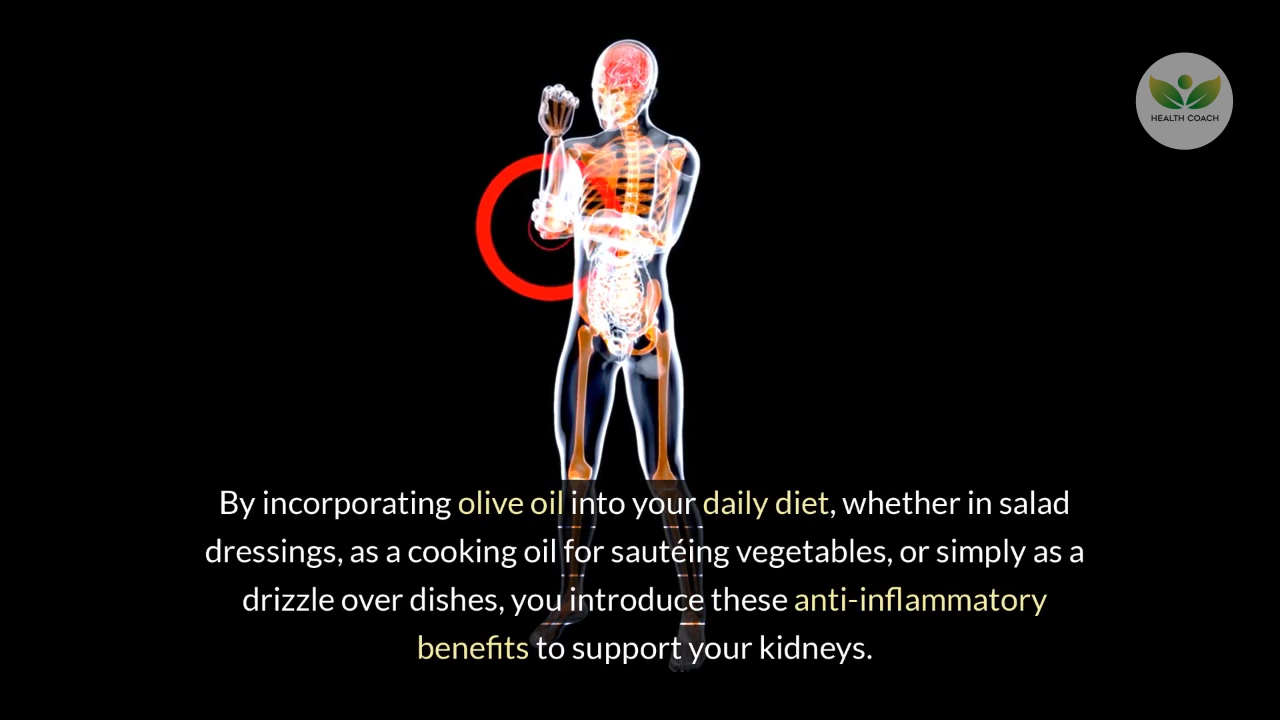 HEALTH COACH
By incorporating olive oil into your daily diet, whether in salad
dressings, as a cooking oil for sautéing vegetables, or simply as a
drizzle over dishes, you introduce these anti-inflammatory
benefits to support your kidneys.